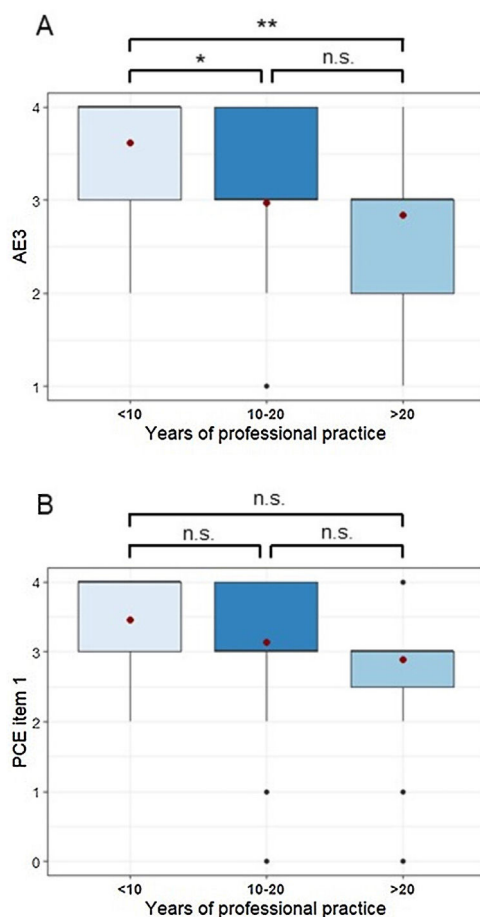 A
**
*
n.s.
4
3
2
1
AE3
<10
10-20
>20
Years of professional practice
B
n.s.
n.s.
n.s.
4
3
2
1
0
PCE item 1
<10
10-20
>20
Years of professional practice